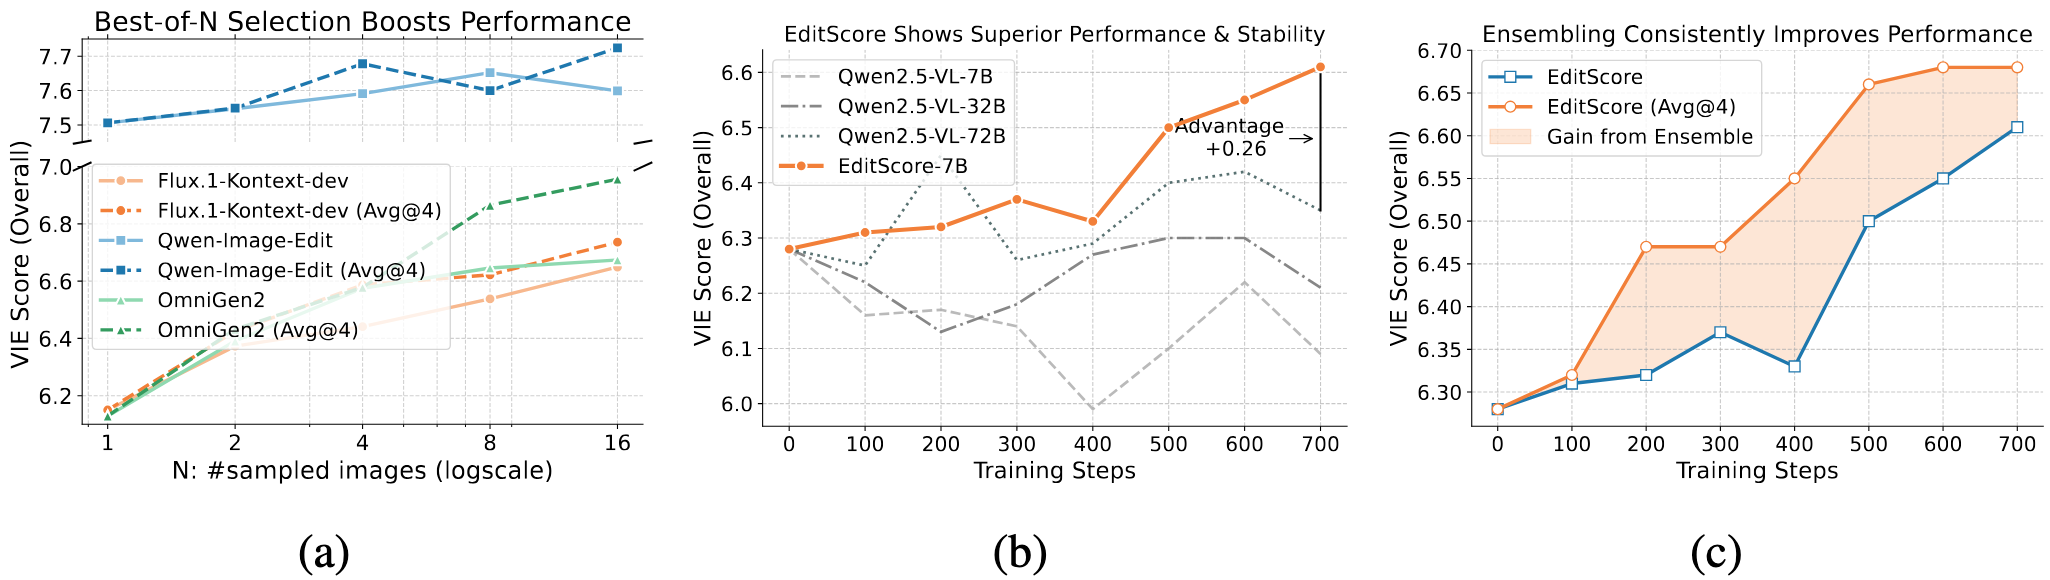 Best-of-N Selection Boosts Performance
VIE Score (Overall)
7.7
7.6
7.5
7.0
6.8
6.6
6.4
6.2
Flux.1-Kontext-dev
Flux.1-Kontext-dev (Avg@4)
Qwen-Image-Edit
Qwen-Image-Edit (Avg@4)
OmniGen2
OmniGen2 (Avg@4)
1 2 4 8 16
N: #sampled images (logscale)
(a)
EditScore Shows Superior Performance & Stability
VIE Score (Overall)
6.6
6.5
6.4
6.3
6.2
6.1
6.0
Qwen2.5-VL-7B
Qwen2.5-VL-32B
Qwen2.5-VL-72B
EditScore-7B
Advantage
+0.26
0 100 200 300 400 500 600 700
Training Steps
(b)
Ensembling Consistently Improves Performance
VIE Score (Overall)
6.70
6.65
6.60
6.55
6.50
6.45
6.40
6.35
6.30
EditScore
EditScore (Avg@4)
Gain from Ensemble
0 100 200 300 400 500 600 700
Training Steps
(c)